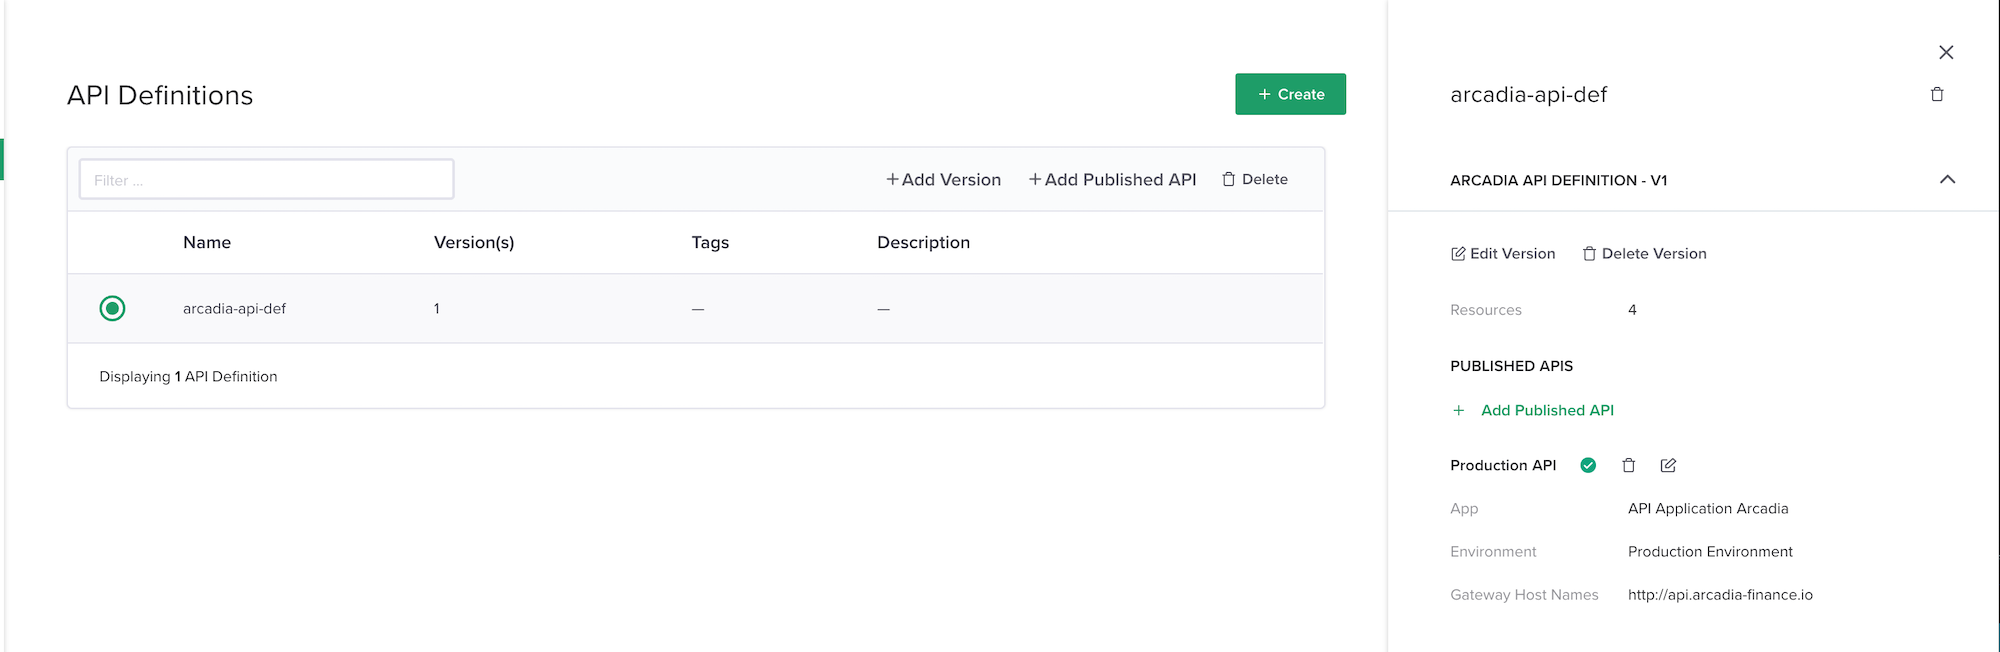 API Definitions
+ Create
Filter ...
+Add Version +Add Published API Delete
Name Version(s) Tags Description
arcadia-api-def 1 — —
Displaying 1 API Definition
arcadia-api-def
ARCADIA API DEFINITION - V1
Edit Version Delete Version
Resources 4
PUBLISHED APIS
+ Add Published API
Production API
App API Application Arcadia
Environment Production Environment
Gateway Host Names http://api.arcadia-finance.io